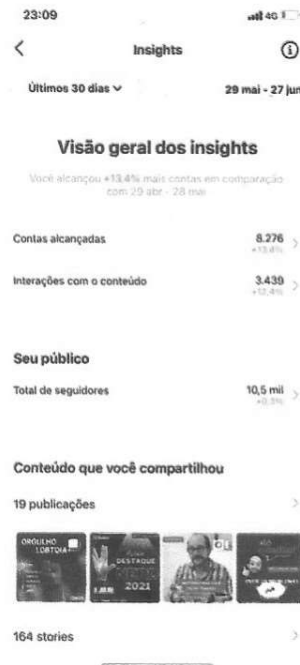 23:09
4G
Insights
Últimos 30 dias
29 mai - 27 jun
Visão geral dos insights
Você alcançou +13,4% mais contas em comparação
com 29 abr - 28 mai
Contas alcançadas
8.276
+13,4%
Interações com o conteúdo
3.439
+12,4%
Seu público
Total de seguidores
10,5 mil
+0,3%
Conteúdo que você compartilhou
19 publicações
ORGULHO
LGBTQIA+
DESTAQUE
2021
164 stories